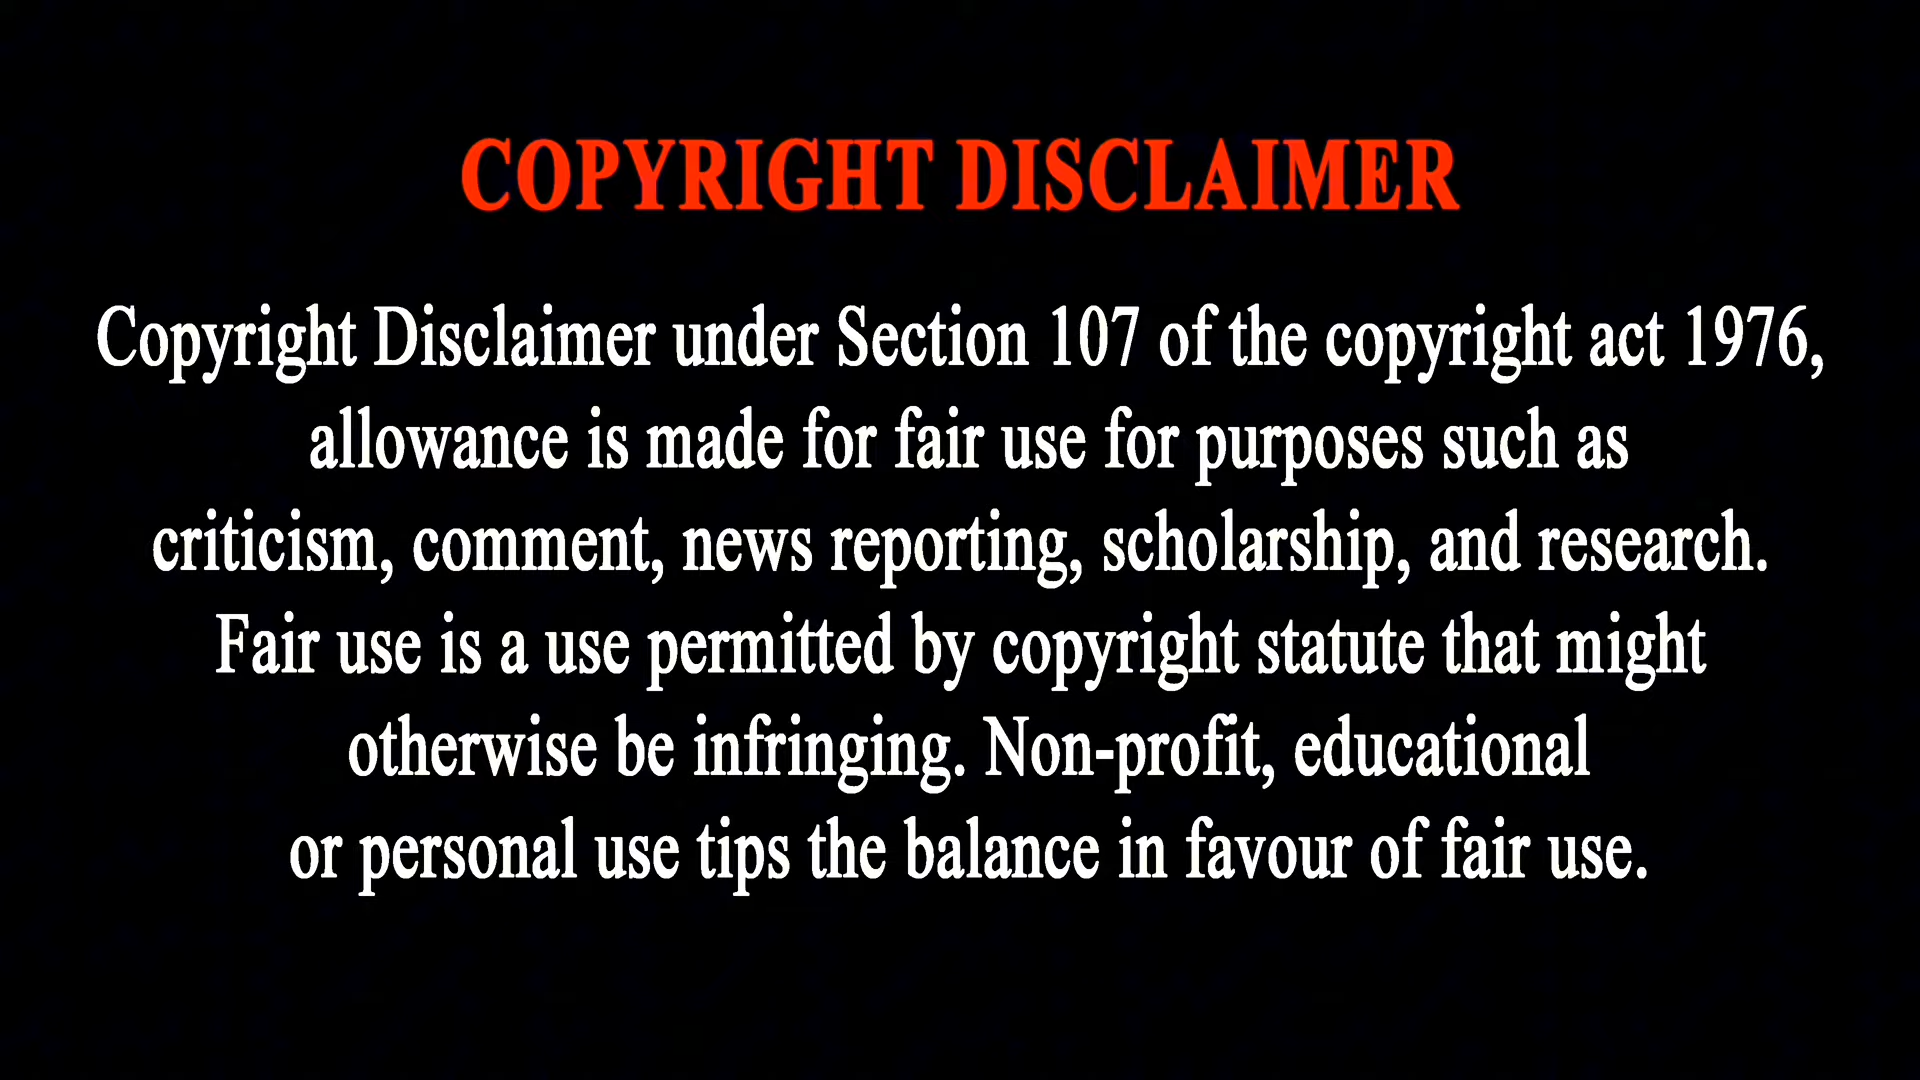 COPYRIGHT DISCLAIMER
Copyright Disclaimer under Section 107 of the copyright act 1976,
allowance is made for fair use for purposes such as
criticism, comment, news reporting, scholarship, and research.
Fair use is a use permitted by copyright statute that might
otherwise be infringing. Non-profit, educational
or personal use tips the balance in favour of fair use.